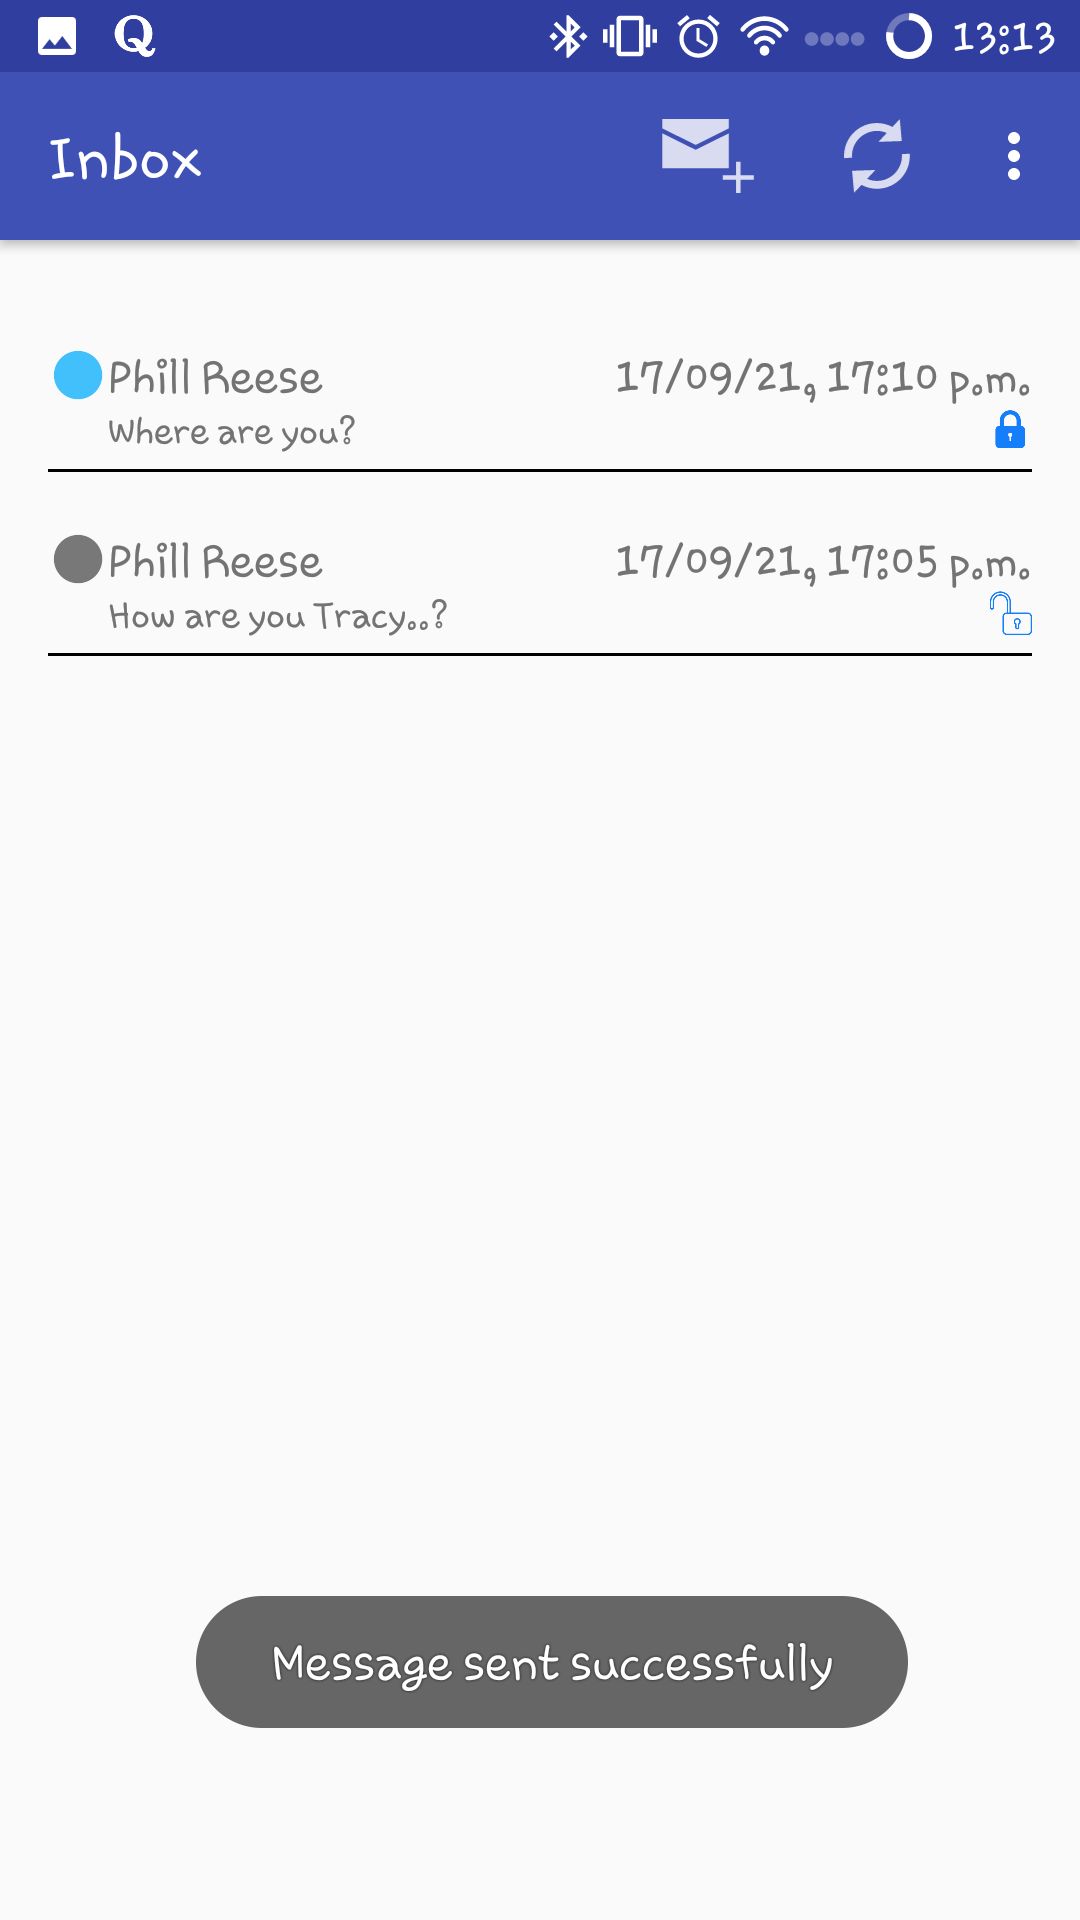 Q 13:13
Inbox
Phill Reese 17/09/21, 17:10 p.m.
Where are you?
Phill Reese 17/09/21, 17:05 p.m.
How are you Tracy..?
Message sent successfully